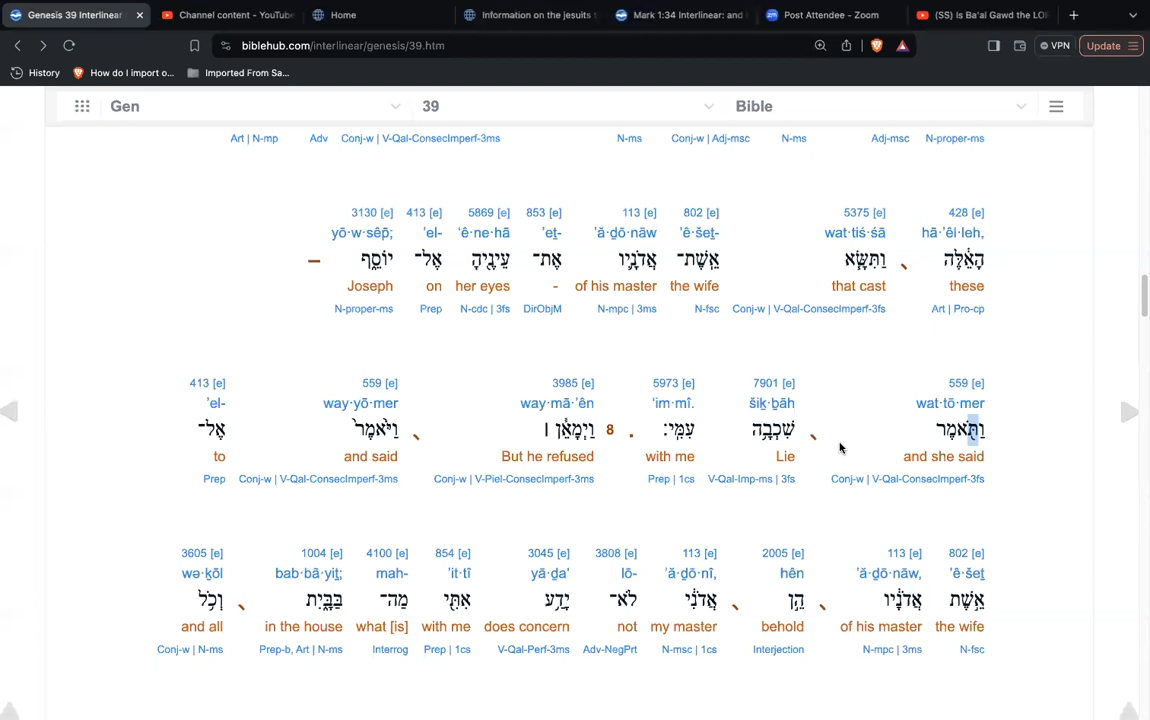 Genesis 39 Interlinear:
Channel content - YouTube
Home
Information on the jesuits
Mark 1:34 Interlinear: and
Post Attendee - Zoom
(SS) Is Ba'al Gawd the LO
biblehub.com/interlinear/genesis/39.htm
VPN
Update
History
How do I import o...
Imported From Sa...
Gen 39 Bible
Art | N-mp Adv Conj-w | V-Qal-ConsecImperf-3ms N-ms Conj-w | Adj-msc N-ms Adj-msc N-proper-ms
3130 [e] 413 [e] 5869 [e] 853 [e] 113 [e] 802 [e] 5375 [e] 428 [e]
yō·w·sêp̄; 'el- ‘ê·ne·hā 'eṯ- 'ă·ḏō·nāw 'ê·šeṯ- wat·tiś·śā hā·'êl·leh,
הָאֵ֔לֶּה 、 וַתִּשָּׂ֧א אֵֽשֶׁת־ אֲדֹנָ֛יו אֶת־ עֵינֶ֖יהָ אֶל־ יוֹסֵ֑ף –
Joseph on her eyes - of his master the wife that cast these
N-proper-ms Prep N-cdc | 3fs DirObjM N-mpc | 3ms N-fsc Conj-w | V-Qal-ConsecImperf-3fs Art | Pro-cp
413 [e] 559 [e] 3985 [e] 5973 [e] 7901 [e] 559 [e]
'el- way·yō·mer way·mā·'ên ‘im·mî. šiḵ·ḇāh wat·tō·mer
וַתֹּ֖אמֶר 、 שִׁכְבָ֥ה עִמִּֽי׃ . 8 וַיְמָאֵ֓ן ׀ 、 וַיֹּ֙אמֶר֙ אֶל־
to and said But he refused with me Lie and she said
Prep Conj-w | V-Qal-ConsecImperf-3ms Conj-w | V-Piel-ConsecImperf-3ms Prep | 1cs V-Qal-Imp-ms | 3fs Conj-w | V-Qal-ConsecImperf-3fs
3605 [e] 1004 [e] 4100 [e] 854 [e] 3045 [e] 3808 [e] 113 [e] 2005 [e] 113 [e] 802 [e]
wə·ḵōl bab·bā·yiṯ; mah- 'it·tî yā·ḏa‘ lō- 'ă·ḏō·nî, hên 'ă·ḏō·nāw, 'ê·šeṯ
אֵ֣שֶׁת אֲדֹנָ֔יו 、 הֵ֣ן 、 אֲדֹנִ֔י לֹא־ יָדַ֥ע אִתִּ֖י מַה־ בַּבָּ֑יִת 、 וְכֹ֥ל
and all in the house what [is] with me does concern not my master behold of his master the wife
Conj-w | N-ms Prep-b, Art | N-ms Interrog Prep | 1cs V-Qal-Perf-3ms Adv-NegPrt N-msc | 1cs Interjection N-mpc | 3ms N-fsc